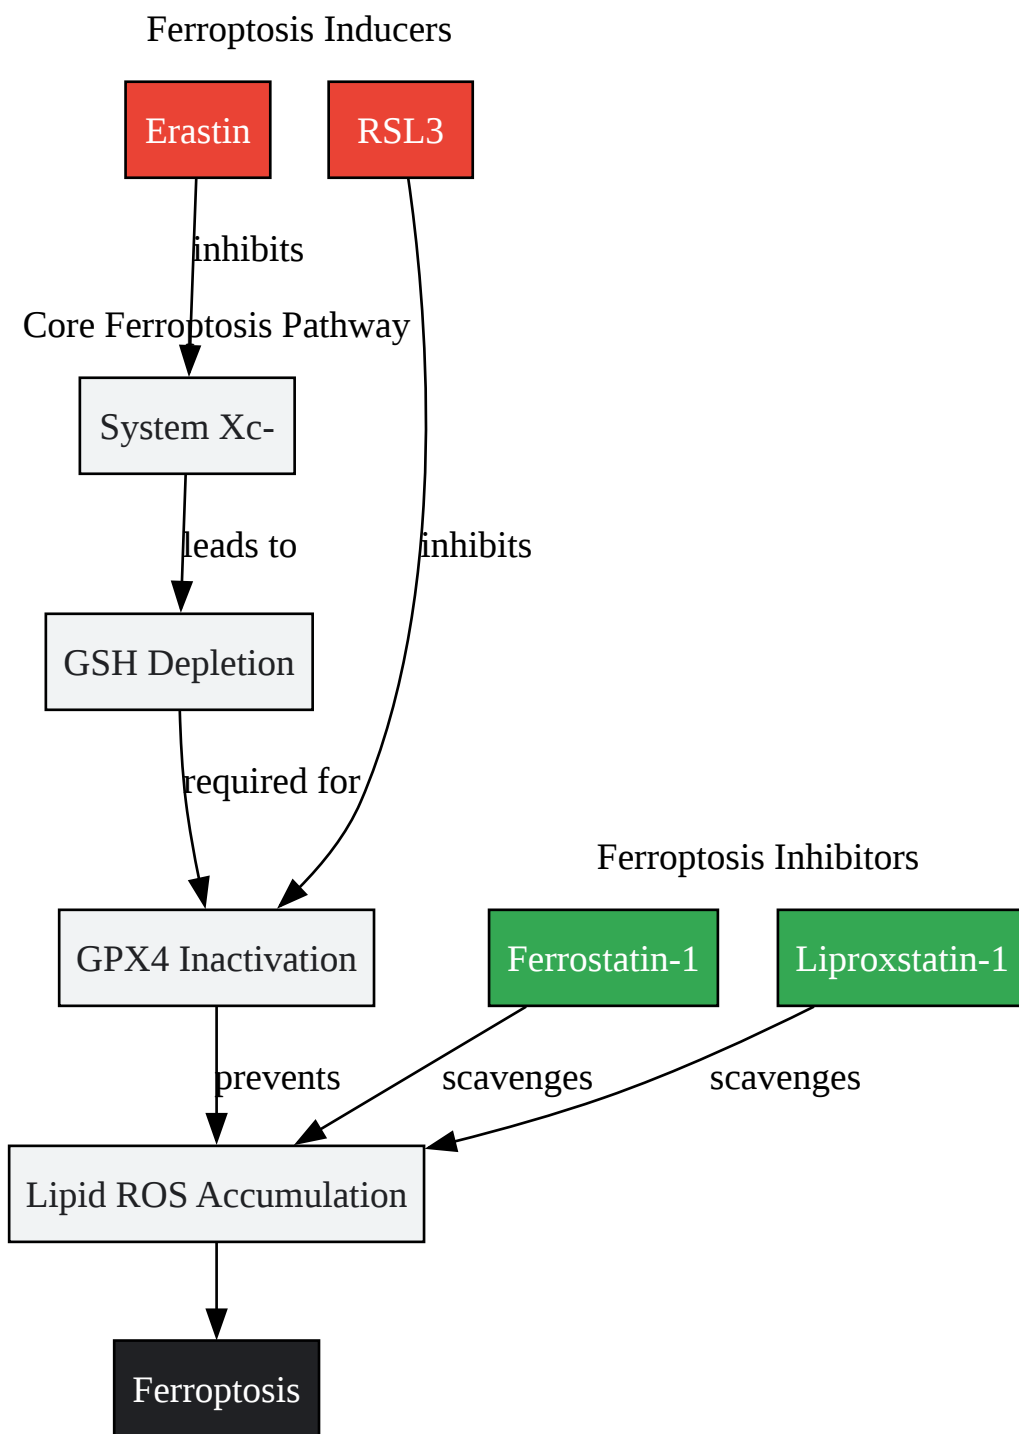 Ferroptosis Inducers
Erastin
RSL3
inhibits
Core Ferroptosis Pathway
System Xc-
leads to
inhibits
GSH Depletion
required for
Ferroptosis Inhibitors
GPX4 Inactivation
Ferrostatin-1
Liproxstatin-1
prevents
scavenges
scavenges
Lipid ROS Accumulation
Ferroptosis